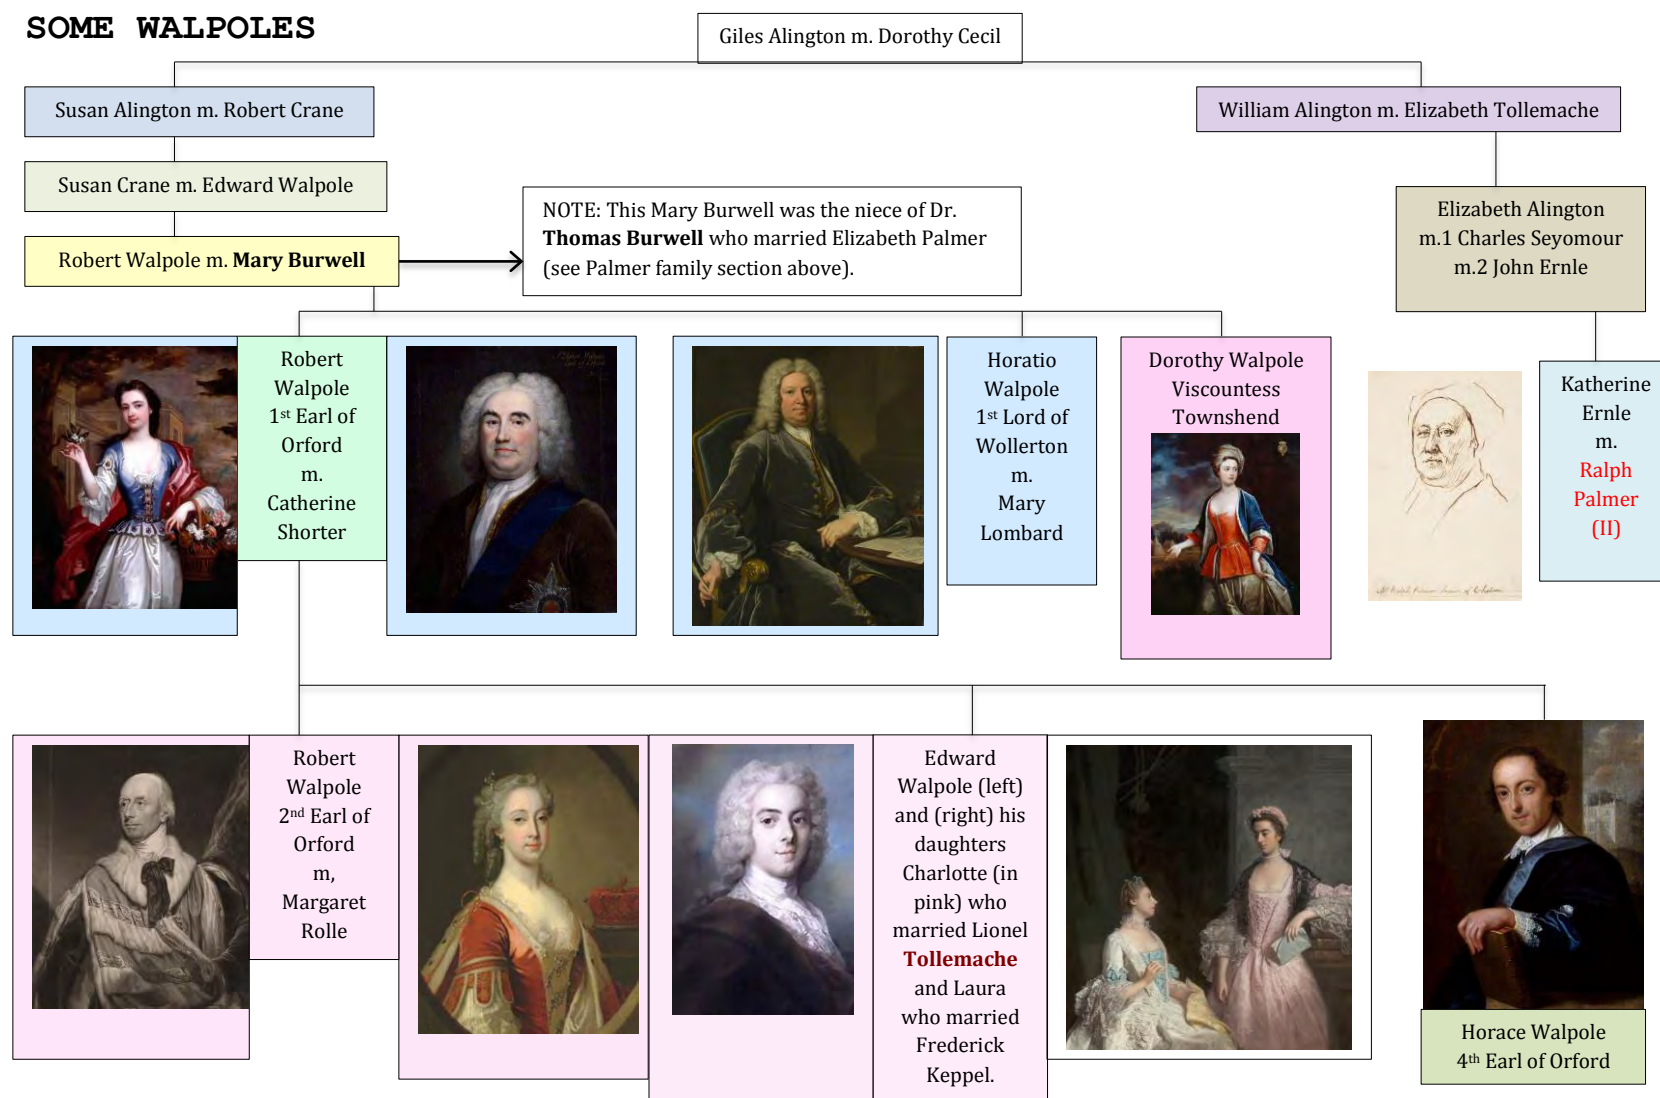 SOME WALPOLES
Giles Alington m. Dorothy Cecil
Susan Alington m. Robert Crane
William Alington m. Elizabeth Tollemache
Susan Crane m. Edward Walpole
Elizabeth Alington
m.1 Charles Seyomour
m.2 John Ernle
Robert Walpole m. Mary Burwell
NOTE: This Mary Burwell was the niece of Dr.
Thomas Burwell who married Elizabeth Palmer
(see Palmer family section above).
Robert
Walpole
1st Earl of
Orford
m.
Catherine
Shorter
Horatio
Walpole
1st Lord of
Wollerton
m.
Mary
Lombard
Dorothy Walpole
Viscountess
Townshend
Katherine
Ernle
m.
Ralph
Palmer
(II)
Robert
Walpole
2nd Earl of
Orford
m,
Margaret
Rolle
Edward
Walpole (left)
and (right) his
daughters
Charlotte (in
pink) who
married Lionel
Tollemache
and Laura
who married
Frederick
Keppel.
Horace Walpole
4th Earl of Orford